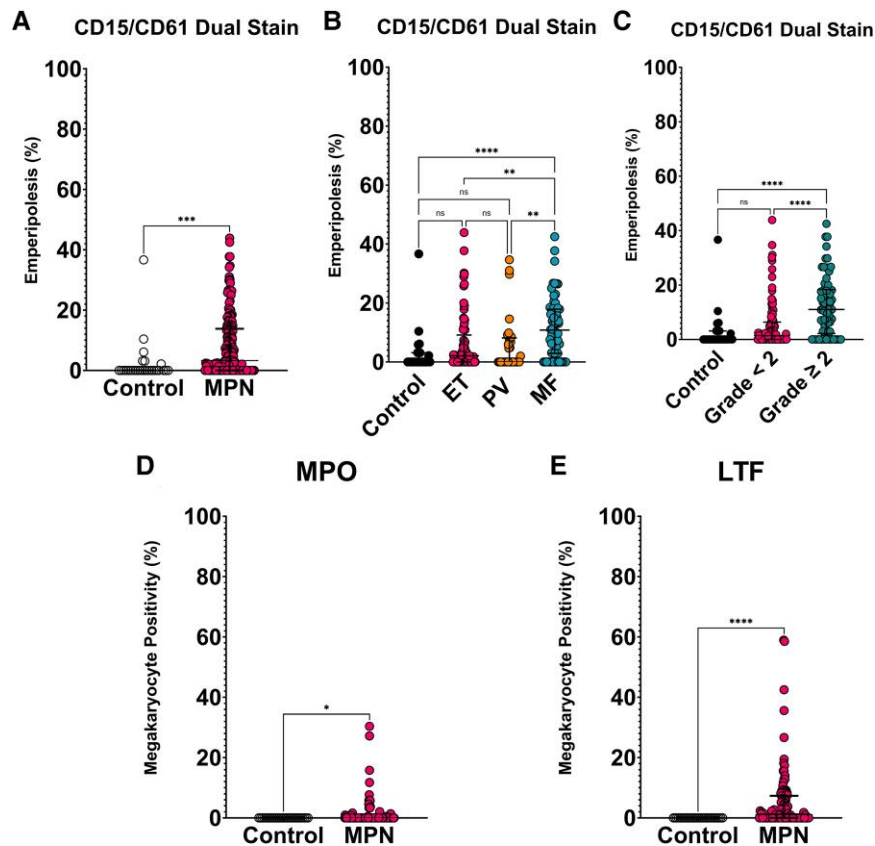 A
CD15/CD61 Dual Stain
Emperipolesis (%)
100
80
60
40
20
0
***
Control
MPN
B
CD15/CD61 Dual Stain
Emperipolesis (%)
100
80
60
40
20
0
****
**
ns
ns
ns
**
Control
ET
PV
MF
C
CD15/CD61 Dual Stain
Emperipolesis (%)
100
80
60
40
20
0
****
ns
****
Control
Grade < 2
Grade ≥ 2
D
MPO
Megakaryocyte Positivity (%)
100
80
60
40
20
0
*
Control
MPN
E
LTF
Megakaryocyte Positivity (%)
100
80
60
40
20
0
****
Control
MPN